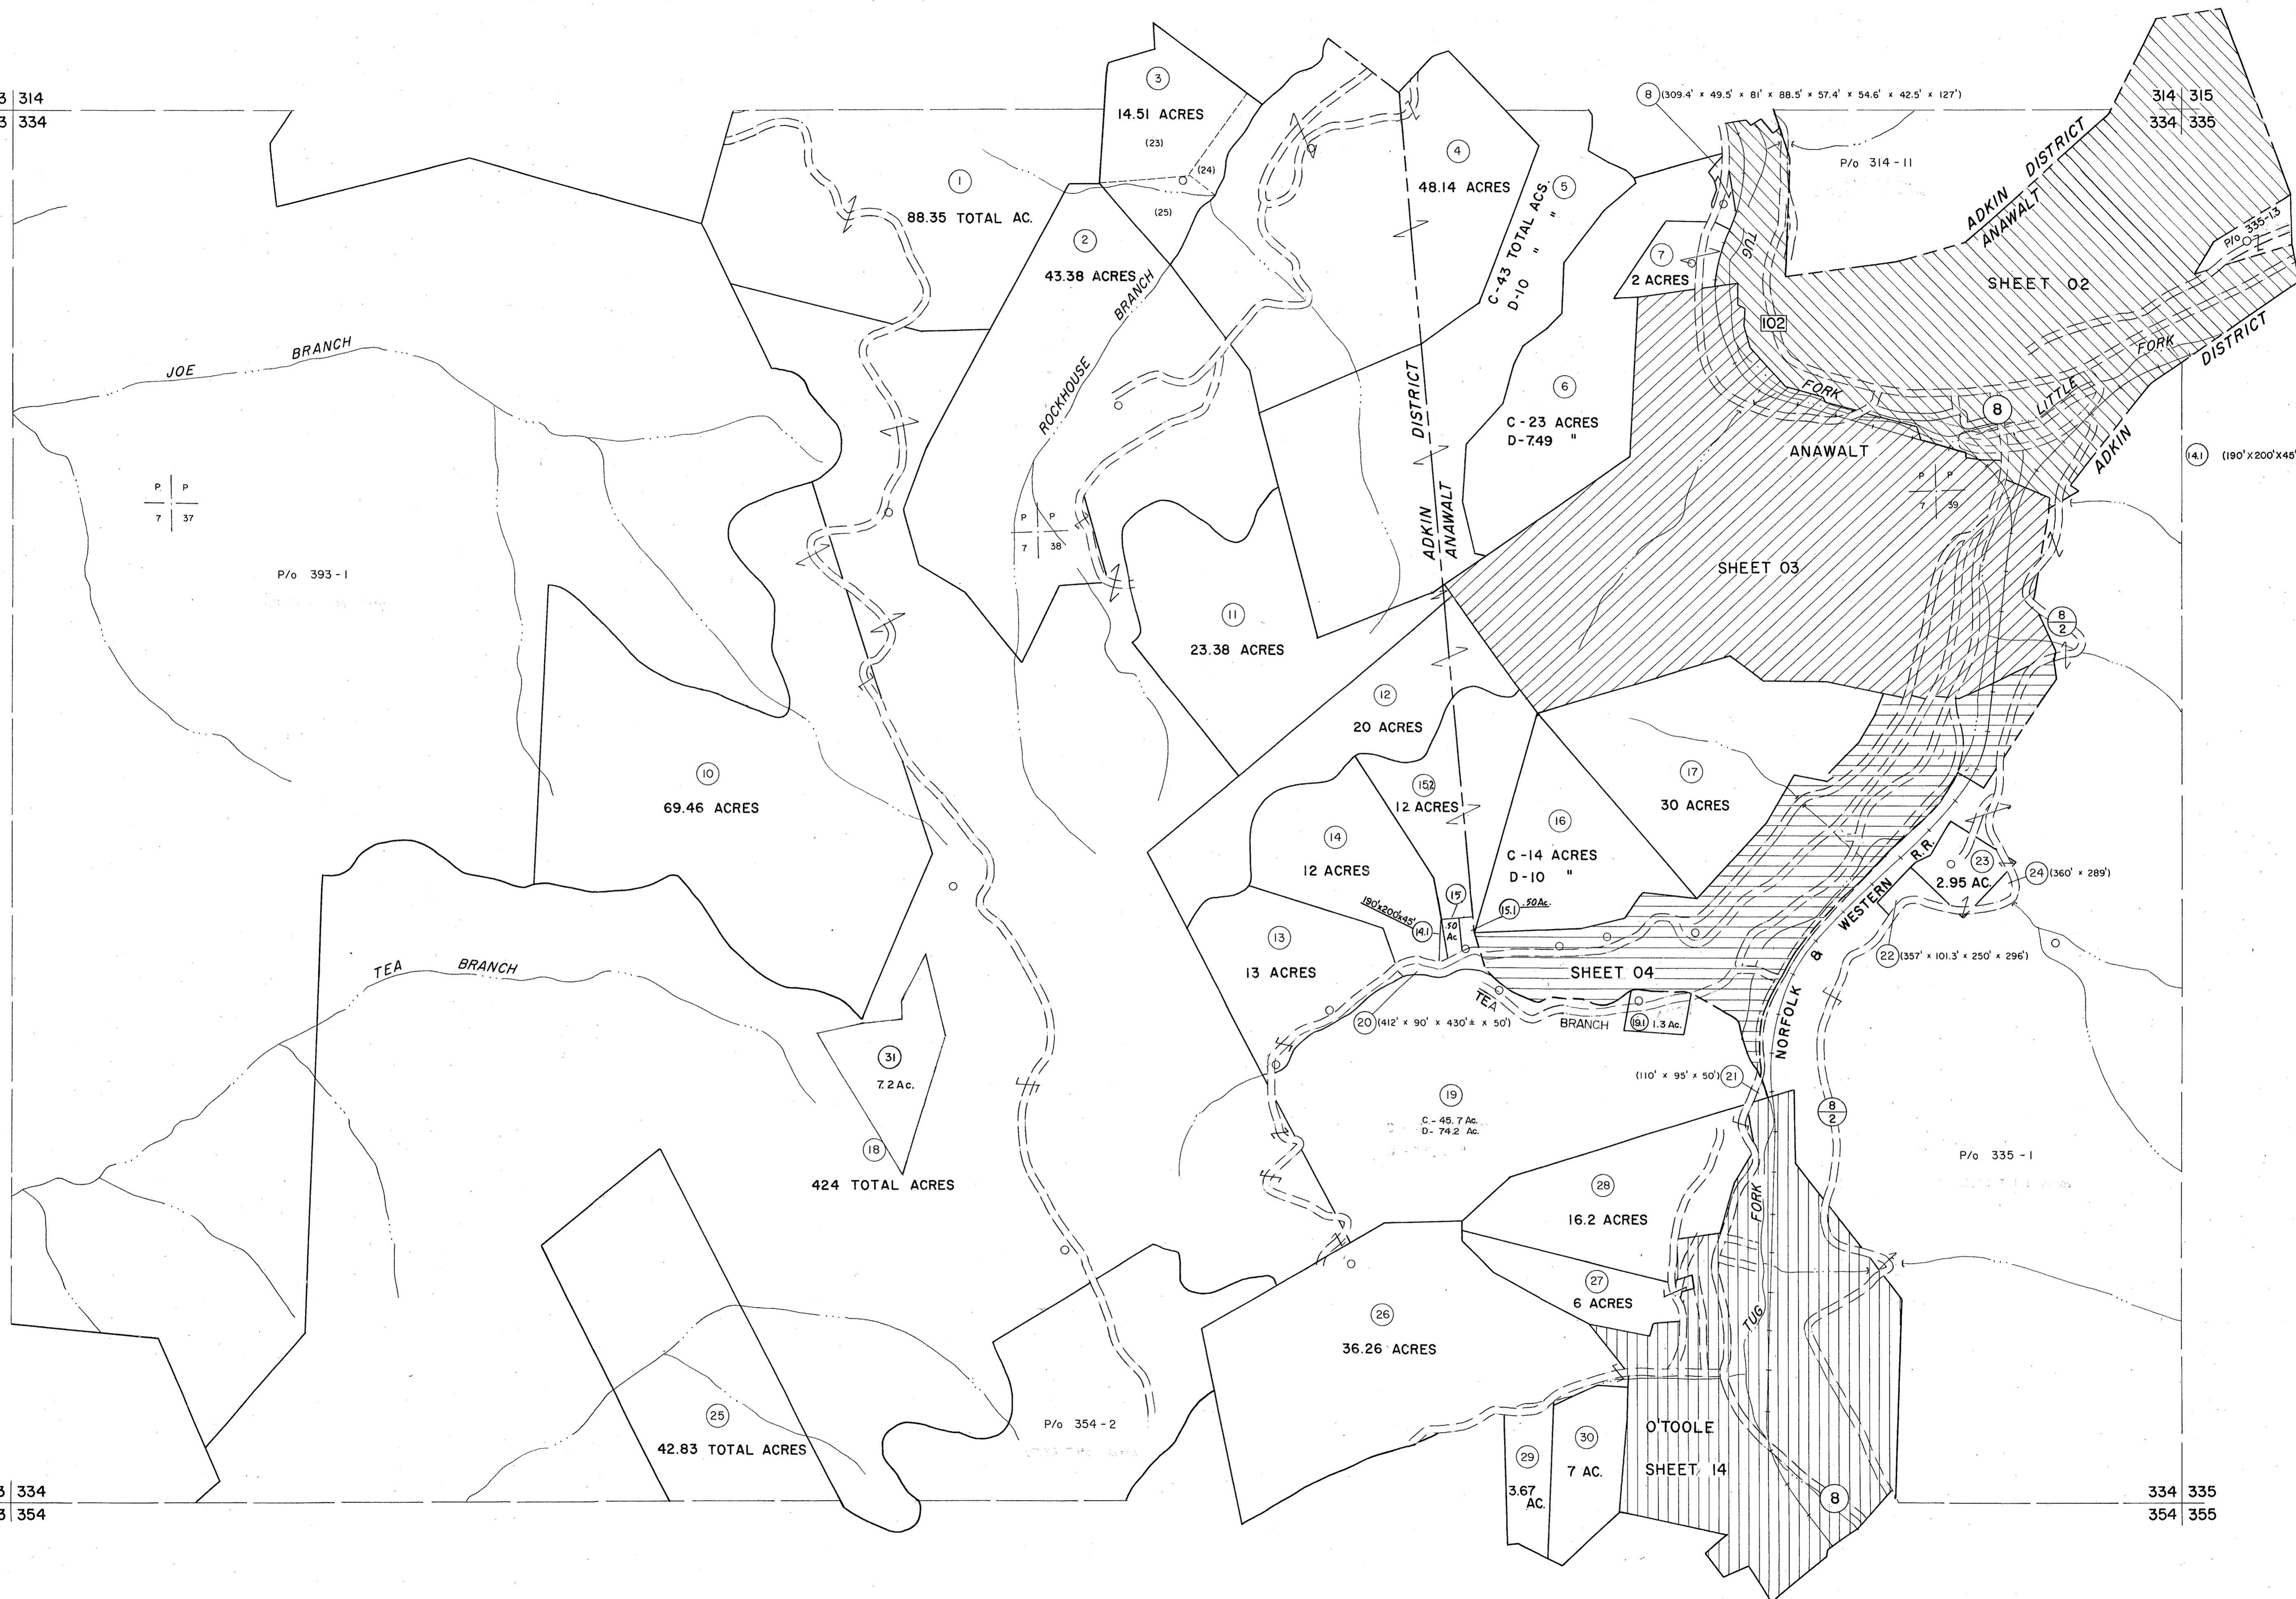 3 314
3 334
3
14.51 ACRES
(23)
(24)
(25)
8 (309.4' x 49.5' x 81' x 88.5' x 57.4' x 54.6' x 42.5' x 127')
314 315
334 335
4
48.14 ACRES
5
C-43 TOTAL ACS.
D-10 " "
P/o 314-11
ADKIN DISTRICT
ANAWALT
P/o 335-13
1
88.35 TOTAL AC.
2
43.38 ACRES
ROCKHOUSE BRANCH
7
2 ACRES
TUG
102
SHEET 02
FORK
DISTRICT
JOE BRANCH
DISTRICT
6
C-23 ACRES
D-7.49 "
FORK
8
LITTLE
ADKIN
ANAWALT
14.1 (190'x200'x45'
P P
7 37
P P
7 38
P P
7 39
ADKIN
ANAWALT
P/o 393-1
SHEET 03
11
23.38 ACRES
8
2
12
20 ACRES
10
69.46 ACRES
15.2
12 ACRES
17
30 ACRES
14
12 ACRES
16
C-14 ACRES
D-10 "
23
2.95 AC.
24 (360' x 289')
NORFOLK & WESTERN R.R.
15
.50
Ac
15.1 .50Ac.
190'x200'x45'
14.1
13
13 ACRES
22 (357' x 101.3' x 250' x 296')
TEA BRANCH
SHEET 04
TEA BRANCH
20 (412' x 90' x 430'± x 50')
19.1 1.3 Ac.
31
7.2 Ac.
(110' x 95' x 50') 21
19
C-45.7 Ac.
D-74.2 Ac.
8
2
18
424 TOTAL ACRES
P/o 335-1
28
16.2 ACRES
FORK
27
6 ACRES
TUG
26
36.26 ACRES
25
42.83 TOTAL ACRES
P/o 354-2
29
3.67
AC.
30
7 AC.
O'TOOLE
SHEET 14
8
3 334
3 354
334 335
354 355